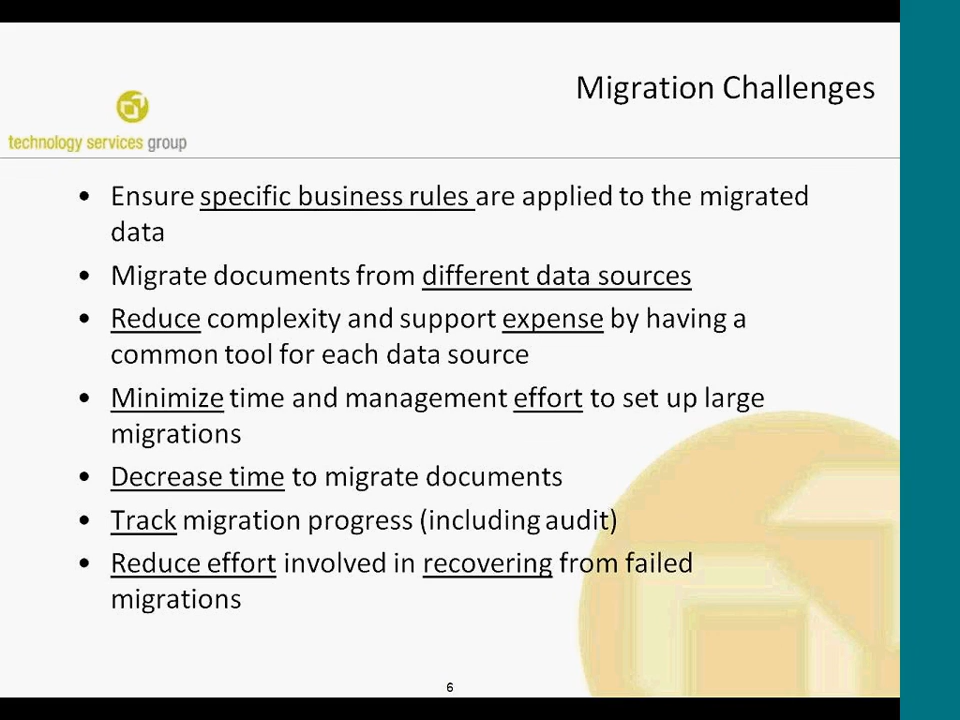 Migration Challenges
technology services group
• Ensure specific business rules are applied to the migrated
data
• Migrate documents from different data sources
• Reduce complexity and support expense by having a
common tool for each data source
• Minimize time and management effort to set up large
migrations
• Decrease time to migrate documents
• Track migration progress (including audit)
• Reduce effort involved in recovering from failed
migrations
6